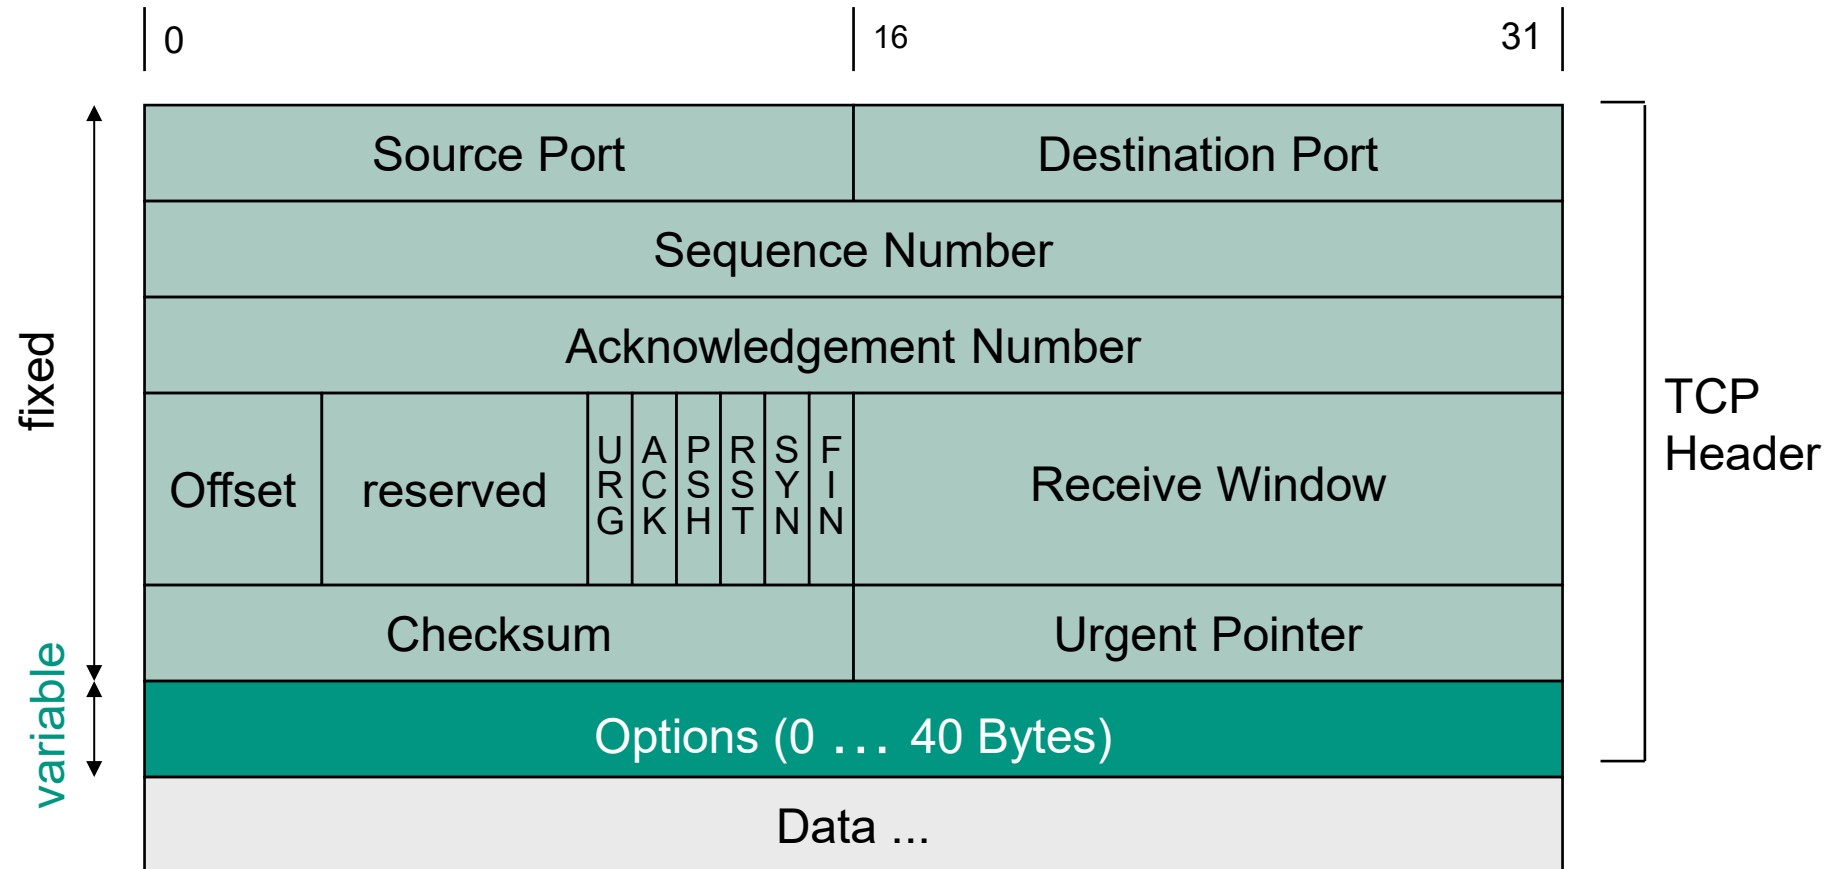 0
16
31
Source Port
Destination Port
Sequence Number
Acknowledgement Number
fixed
Offset
reserved
URG
ACK
PSH
RST
SYN
FIN
Receive Window
TCP
Header
Checksum
Urgent Pointer
variable
Options (0 … 40 Bytes)
Data ...